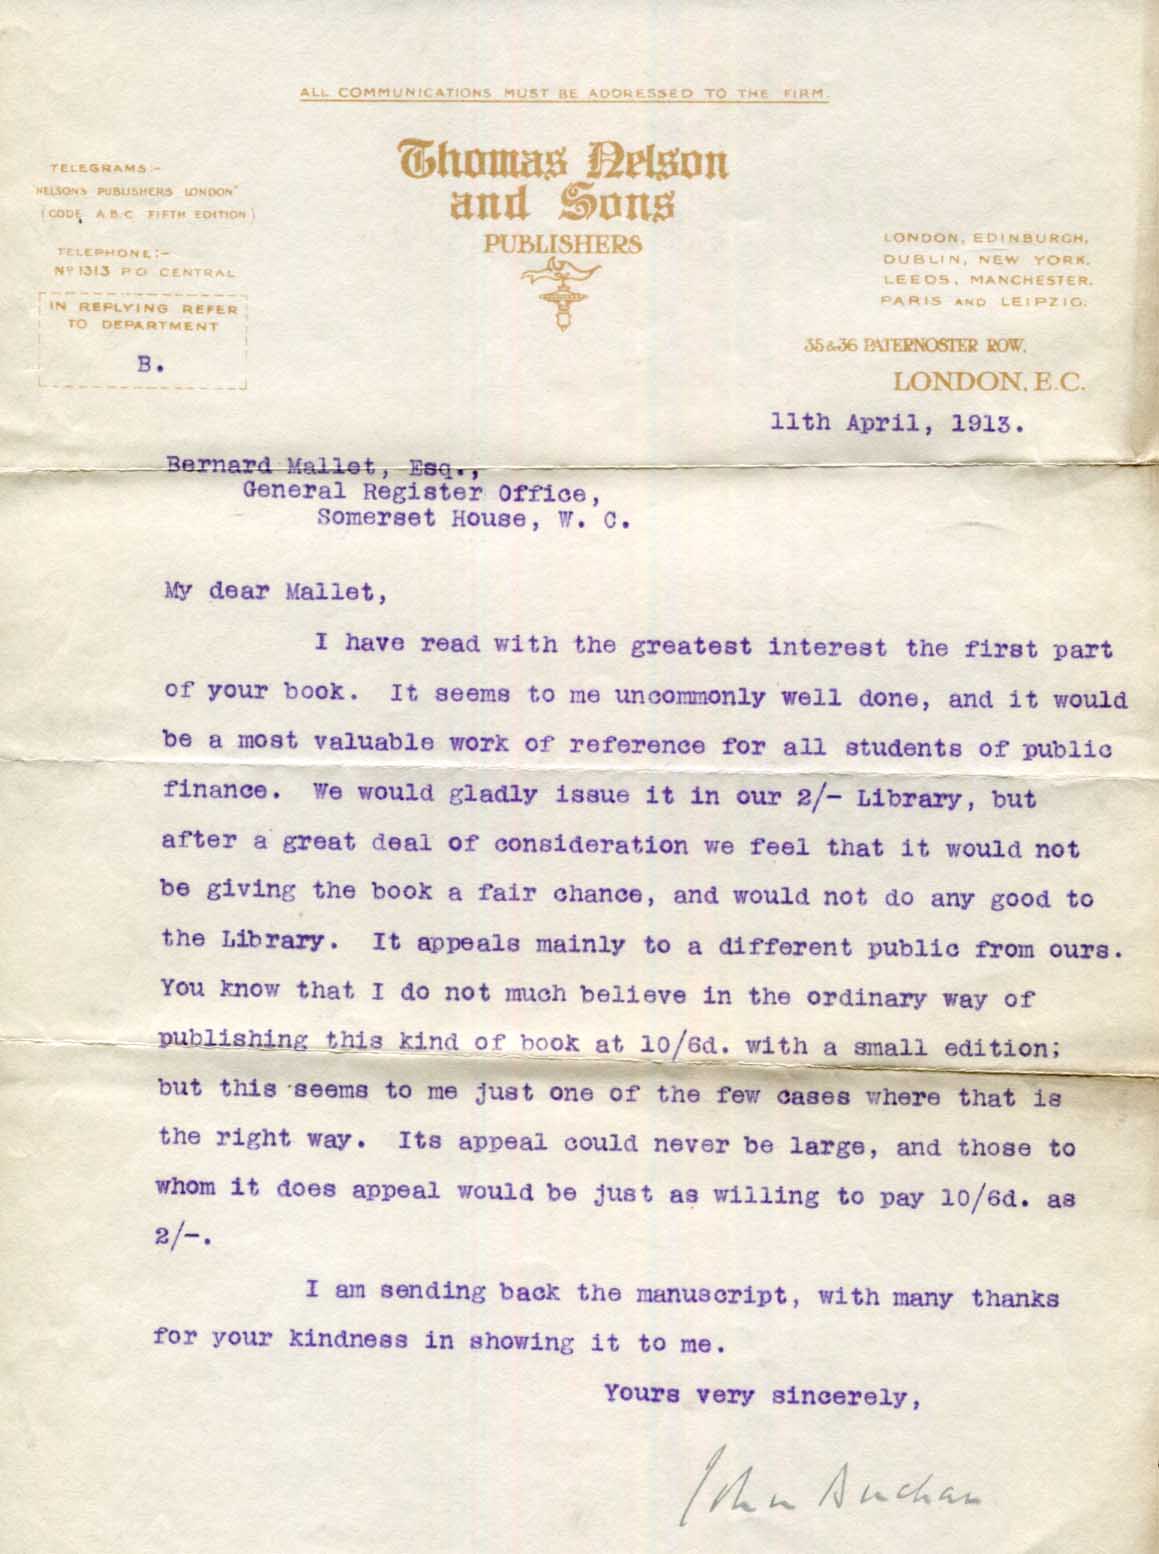 ALL COMMUNICATIONS MUST BE ADDRESSED TO THE FIRM.
Thomas Nelson
and Sons
PUBLISHERS
TELEGRAMS:-
"NELSONS PUBLISHERS LONDON"
(CODE A.B.C. FIFTH EDITION)
TELEPHONE:-
Nº 1313 P.O. CENTRAL
IN REPLYING REFER
TO DEPARTMENT
B.
LONDON, EDINBURGH,
DUBLIN, NEW YORK,
LEEDS, MANCHESTER.
PARIS AND LEIPZIG.
35 & 36 PATERNOSTER ROW,
LONDON, E.C.
11th April, 1913.
Bernard Mallet, Esq.,
General Register Office,
Somerset House, W. C.
My dear Mallet,
I have read with the greatest interest the first part
of your book. It seems to me uncommonly well done, and it would
be a most valuable work of reference for all students of public
finance. We would gladly issue it in our 2/- Library, but
after a great deal of consideration we feel that it would not
be giving the book a fair chance, and would not do any good to
the Library. It appeals mainly to a different public from ours.
You know that I do not much believe in the ordinary way of
publishing this kind of book at 10/6d. with a small edition;
but this seems to me just one of the few cases where that is
the right way. Its appeal could never be large, and those to
whom it does appeal would be just as willing to pay 10/6d. as
2/-.
I am sending back the manuscript, with many thanks
for your kindness in showing it to me.
Yours very sincerely,
John Buchan